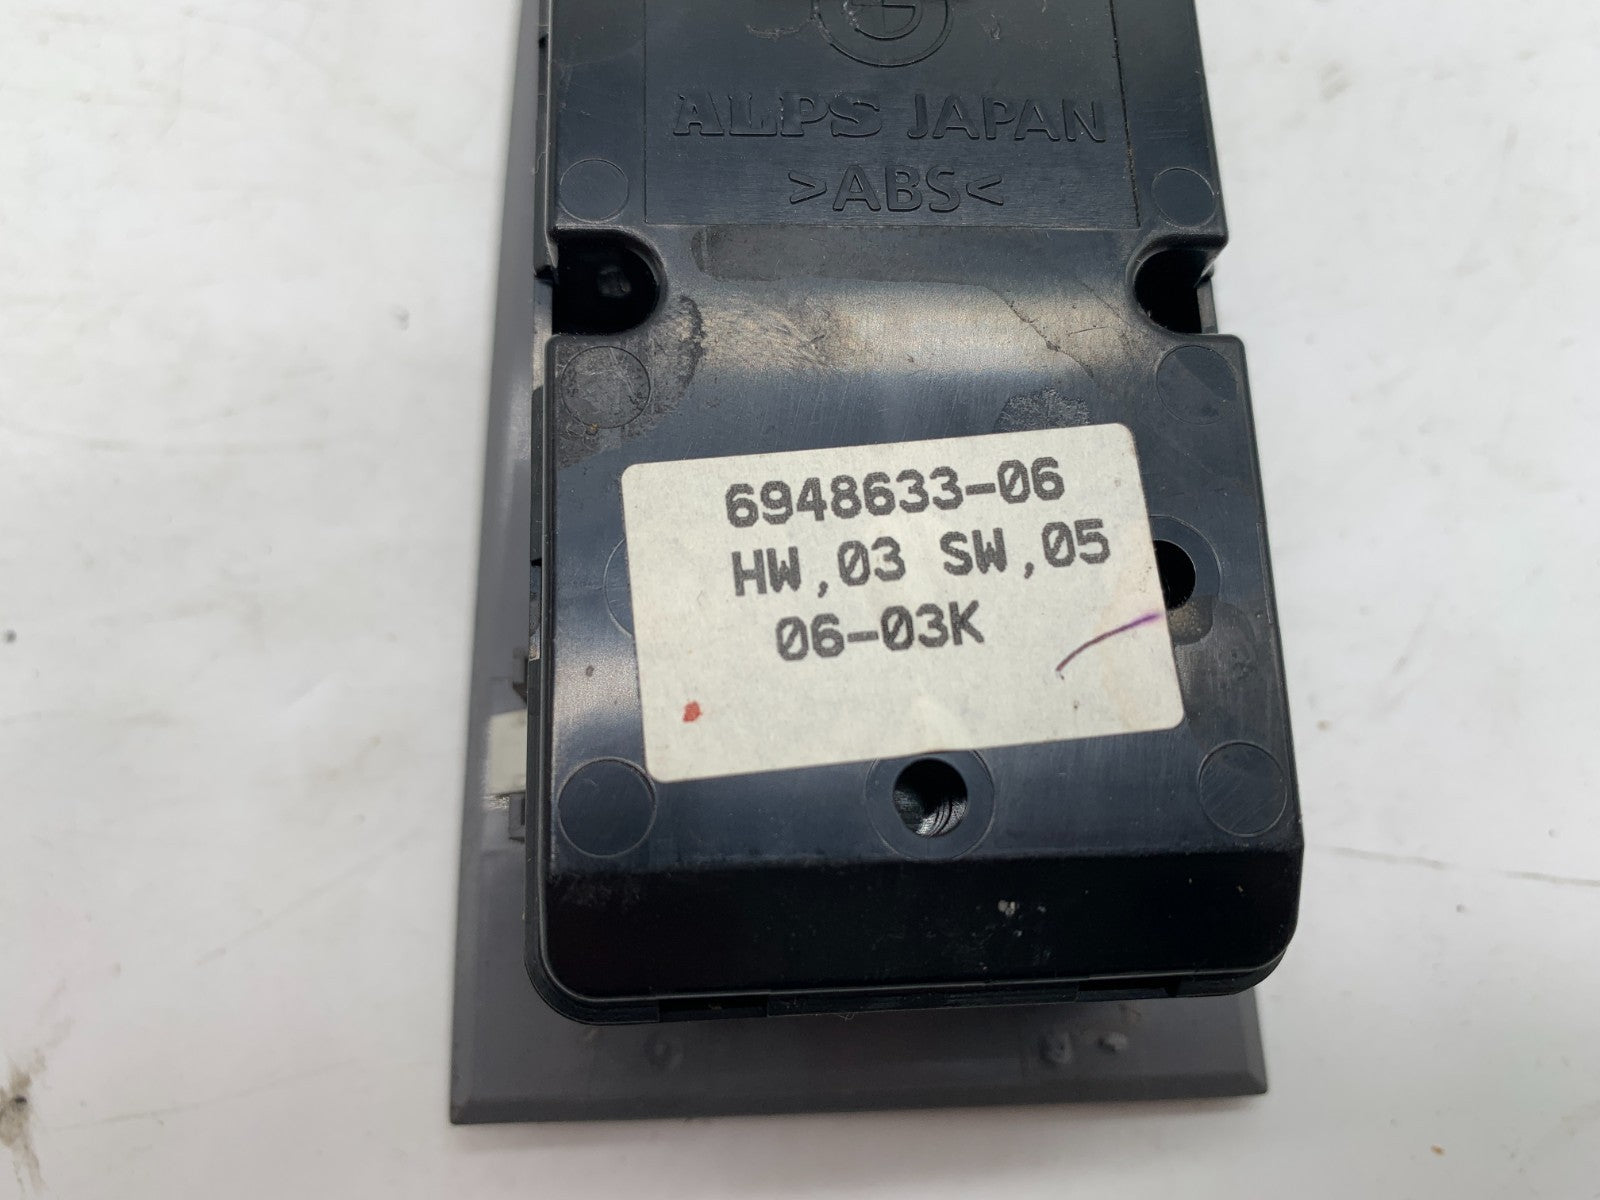 ALPS JAPAN
>ABS<
6948633-06
HW,03 SW,05
06-03K